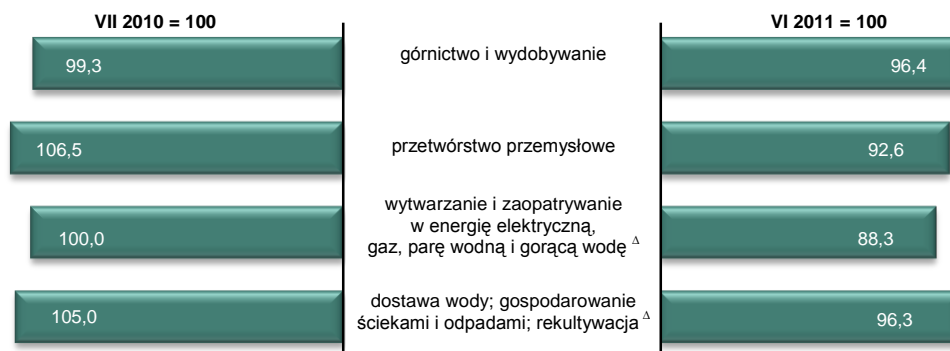 VII 2010 = 100
VI 2011 = 100
99,3
górnictwo i wydobywanie
96,4
106,5
przetwórstwo przemysłowe
92,6
wytwarzanie i zaopatrywanie
w energię elektryczną,
gaz, parę wodną i gorącą wodę Δ
100,0
88,3
dostawa wody; gospodarowanie
ściekami i odpadami; rekultywacja Δ
105,0
96,3